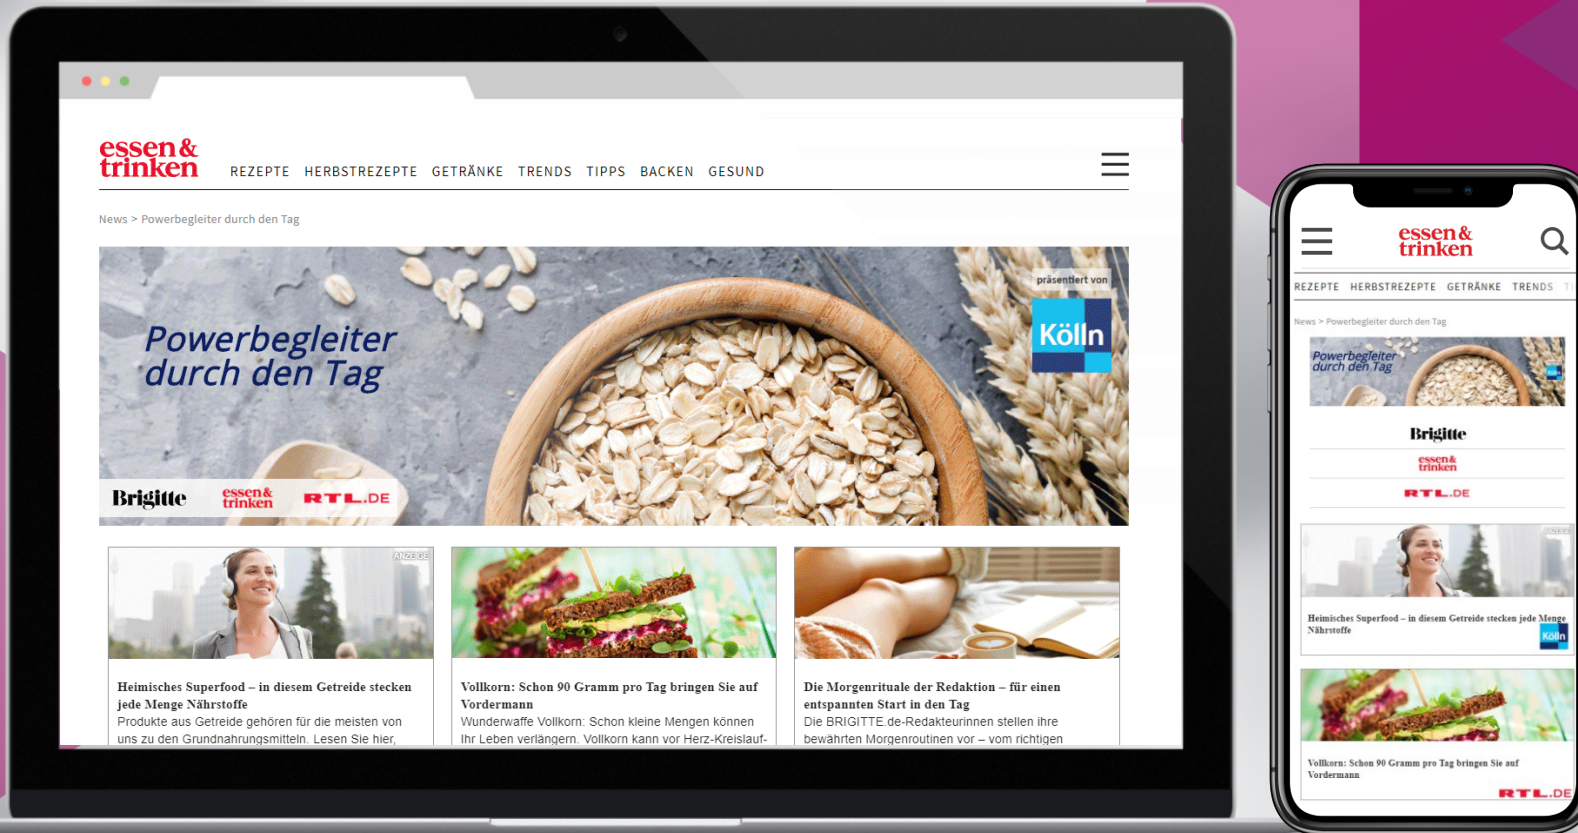 essen&
trinken
REZEPTE HERBSTREZEPTE GETRÄNKE TRENDS TIPPS BACKEN GESUND
News > Powerbegleiter durch den Tag
Powerbegleiter
durch den Tag
präsentiert von
Kölln
Brigitte
essen&
trinken
RTL.DE
ANZEIGE
Heimisches Superfood – in diesem Getreide stecken
jede Menge Nährstoffe
Produkte aus Getreide gehören für die meisten von
uns zu den Grundnahrungsmitteln. Lesen Sie hier,
Vollkorn: Schon 90 Gramm pro Tag bringen Sie auf
Vordermann
Wunderwaffe Vollkorn: Schon kleine Mengen können
Ihr Leben verlängern. Vollkorn kann vor Herz-Kreislauf-
Die Morgenrituale der Redaktion – für einen
entspannten Start in den Tag
Die BRIGITTE.de-Redakteurinnen stellen ihre
bewährten Morgenroutinen vor – vom richtigen
essen&
trinken
REZEPTE HERBSTREZEPTE GETRÄNKE TRENDS
News > Powerbegleiter durch den Tag
Powerbegleiter
durch den Tag
Brigitte
essen&
trinken
RTL.DE
ANZEIGE
Heimisches Superfood – in diesem Getreide stecken jede Menge
Nährstoffe
Kölln
Vollkorn: Schon 90 Gramm pro Tag bringen Sie auf
Vordermann
RTL.DE